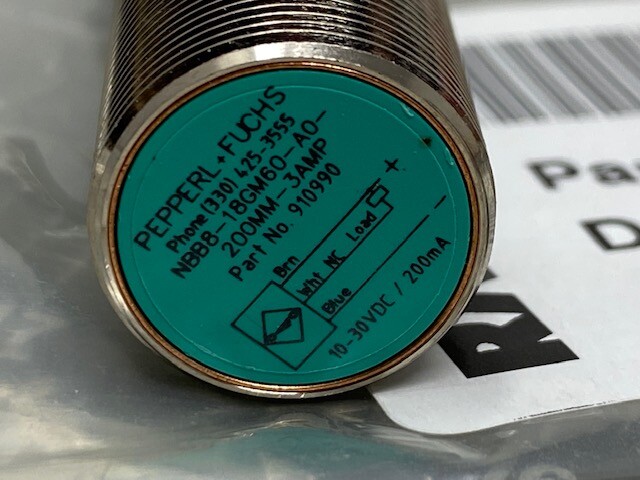 PEPPERL+FUCHS
Phone (330) 425-3555
NBB8-18GM60-A0-
200MM-3AMP
Part No. 910990
+
Brn
Wht NC Load
-
Blue
10-30VDC / 200mA
Pa
D